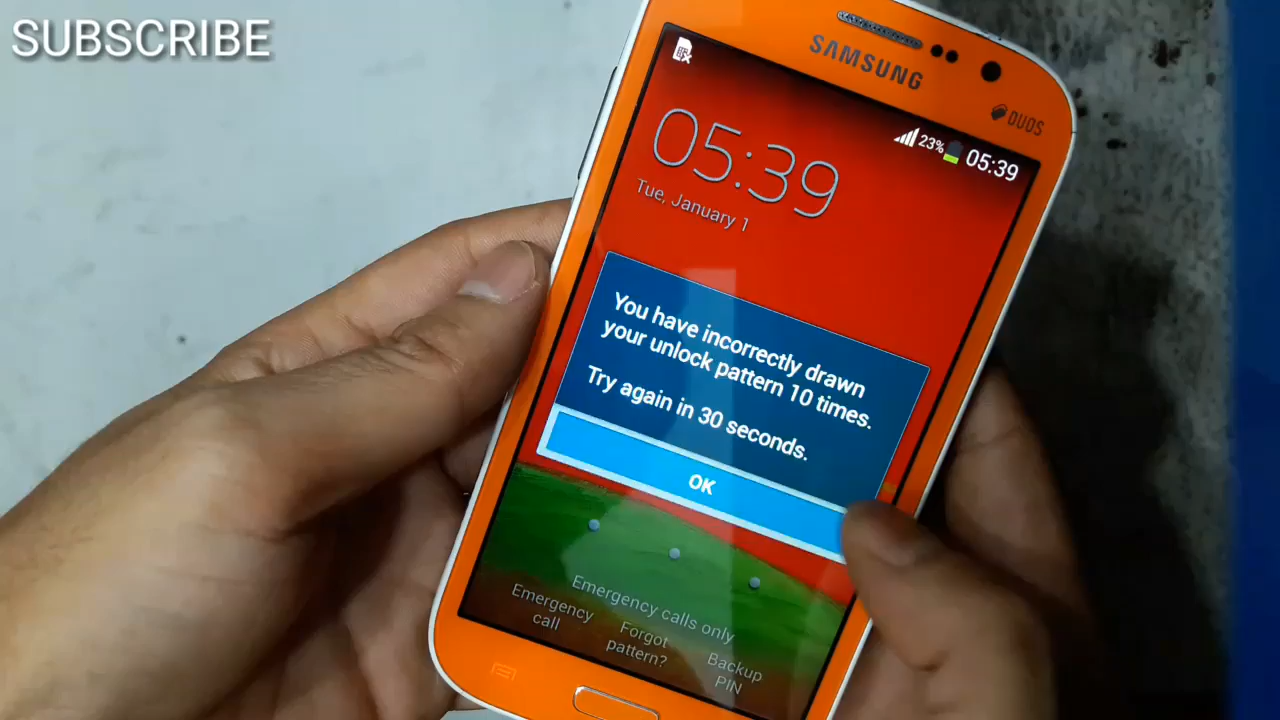 SUBSCRIBE
SAMSUNG
DUOS
23% 05:39
05:39
Tue, January 1
You have incorrectly drawn
your unlock pattern 10 times.
Try again in 30 seconds.
OK
Emergency calls only
Emergency
call
Forgot
pattern?
Backup
PIN